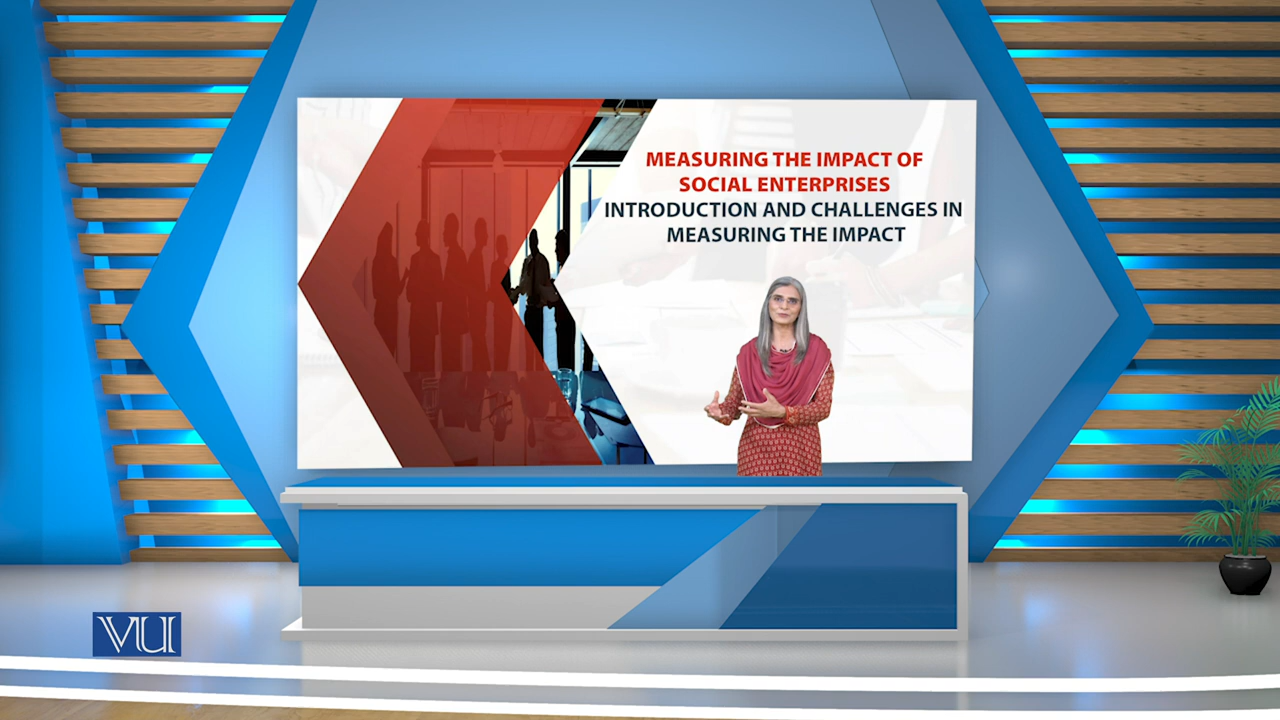 MEASURING THE IMPACT OF
SOCIAL ENTERPRISES
INTRODUCTION AND CHALLENGES IN
MEASURING THE IMPACT
VU